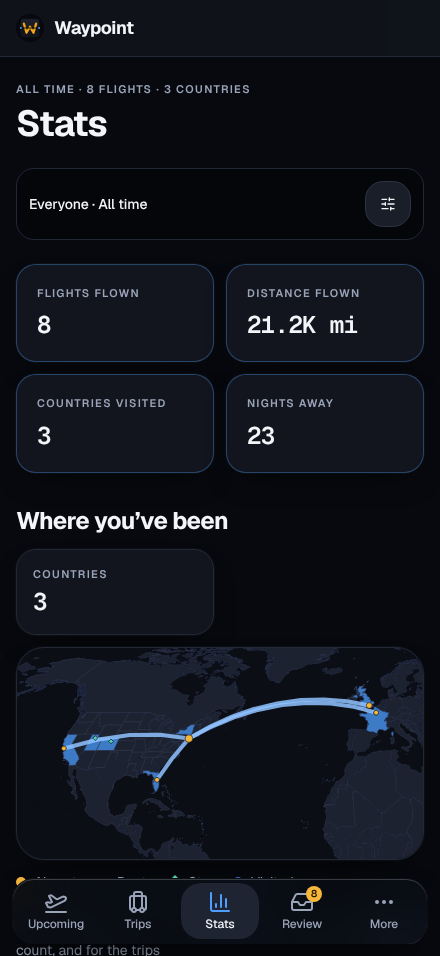 Waypoint
ALL TIME · 8 FLIGHTS · 3 COUNTRIES
Stats
Everyone · All time
FLIGHTS FLOWN
8
DISTANCE FLOWN
21.2K mi
COUNTRIES VISITED
3
NIGHTS AWAY
23
Where you’ve been
COUNTRIES
3
8
Upcoming
Trips
Stats
Review
More
count, and for the trips